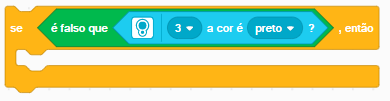 se é falso que 3 a cor é preto ? , então